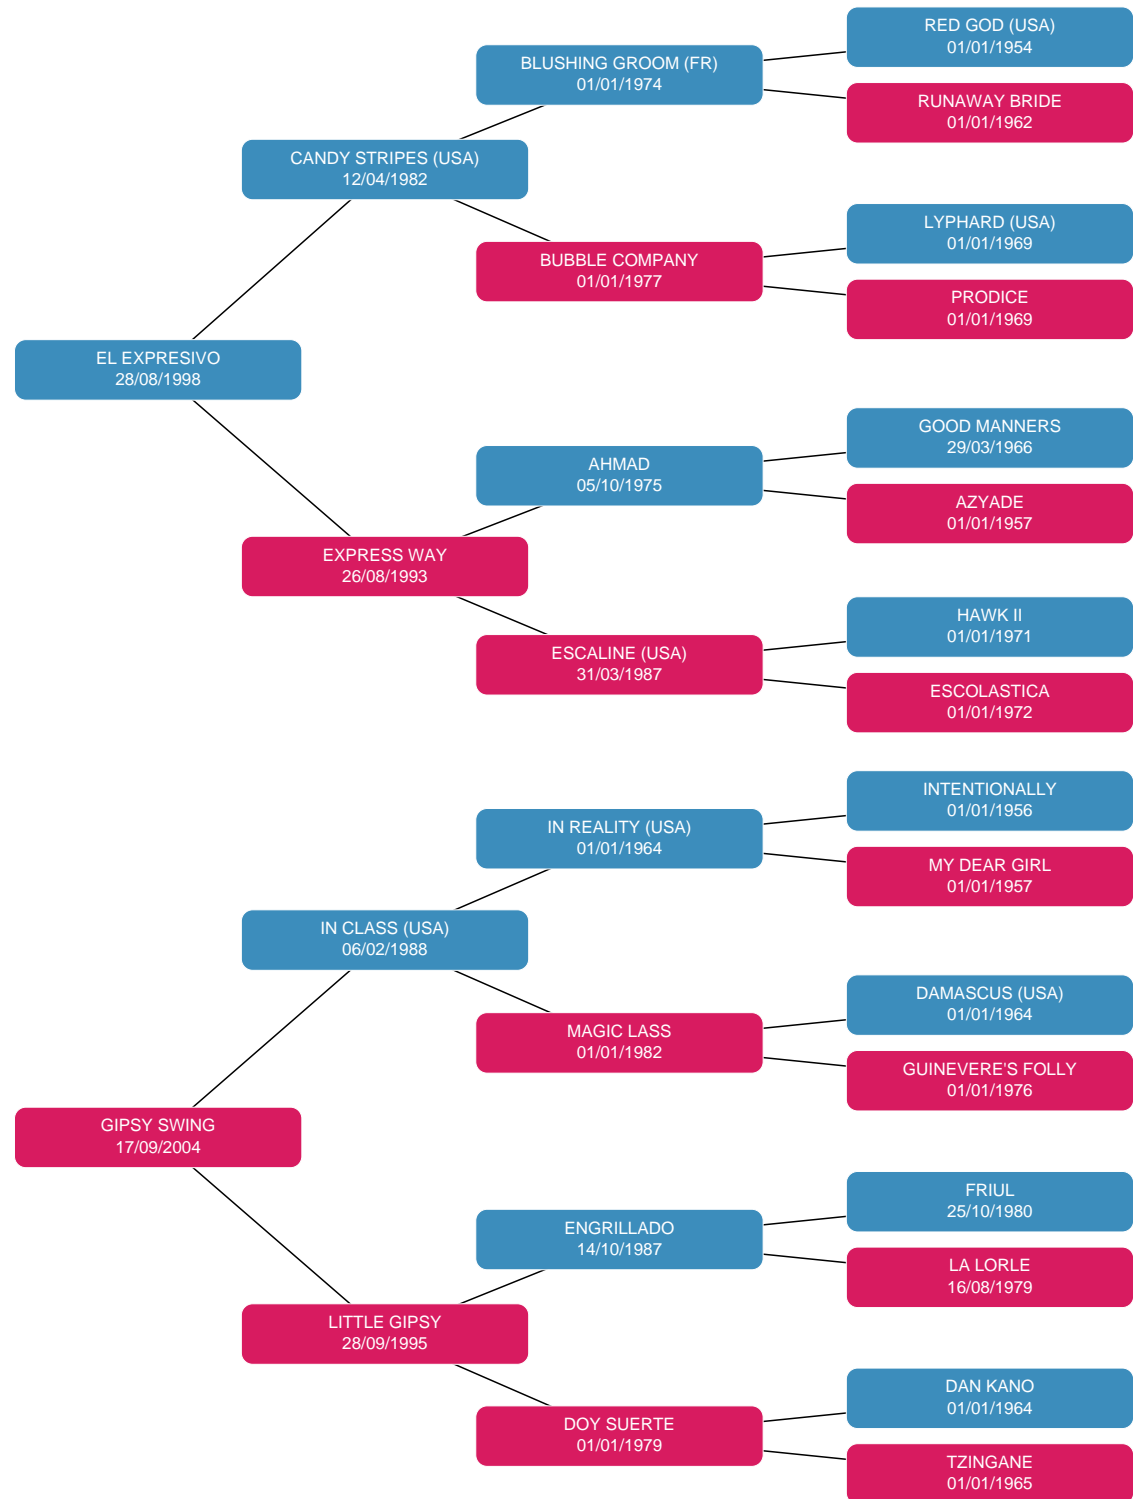 RED GOD (USA)
01/01/1954
BLUSHING GROOM (FR)
01/01/1974
RUNAWAY BRIDE
01/01/1962
CANDY STRIPES (USA)
12/04/1982
LYPHARD (USA)
01/01/1969
BUBBLE COMPANY
01/01/1977
PRODICE
01/01/1969
EL EXPRESIVO
28/08/1998
GOOD MANNERS
29/03/1966
AHMAD
05/10/1975
AZYADE
01/01/1957
EXPRESS WAY
26/08/1993
HAWK II
01/01/1971
ESCALINE (USA)
31/03/1987
ESCOLASTICA
01/01/1972
INTENTIONALLY
01/01/1956
IN REALITY (USA)
01/01/1964
MY DEAR GIRL
01/01/1957
IN CLASS (USA)
06/02/1988
DAMASCUS (USA)
01/01/1964
MAGIC LASS
01/01/1982
GUINEVERE'S FOLLY
01/01/1976
GIPSY SWING
17/09/2004
FRIUL
25/10/1980
ENGRILLADO
14/10/1987
LA LORLE
16/08/1979
LITTLE GIPSY
28/09/1995
DAN KANO
01/01/1964
DOY SUERTE
01/01/1979
TZINGANE
01/01/1965